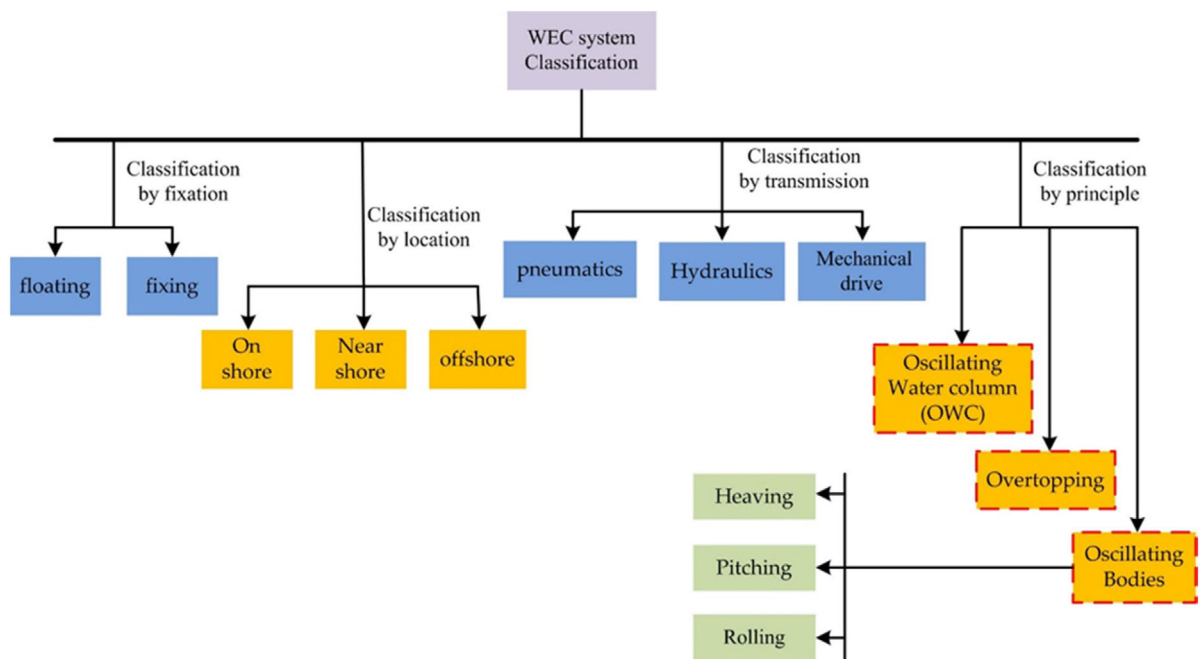 WEC system
Classification
Classification
by fixation
Classification
by location
Classification
by transmission
Classification
by principle
floating
fixing
pneumatics
Hydraulics
Mechanical
drive
On
shore
Near
shore
offshore
Oscillating
Water column
(OWC)
Overtopping
Oscillating
Bodies
Heaving
Pitching
Rolling